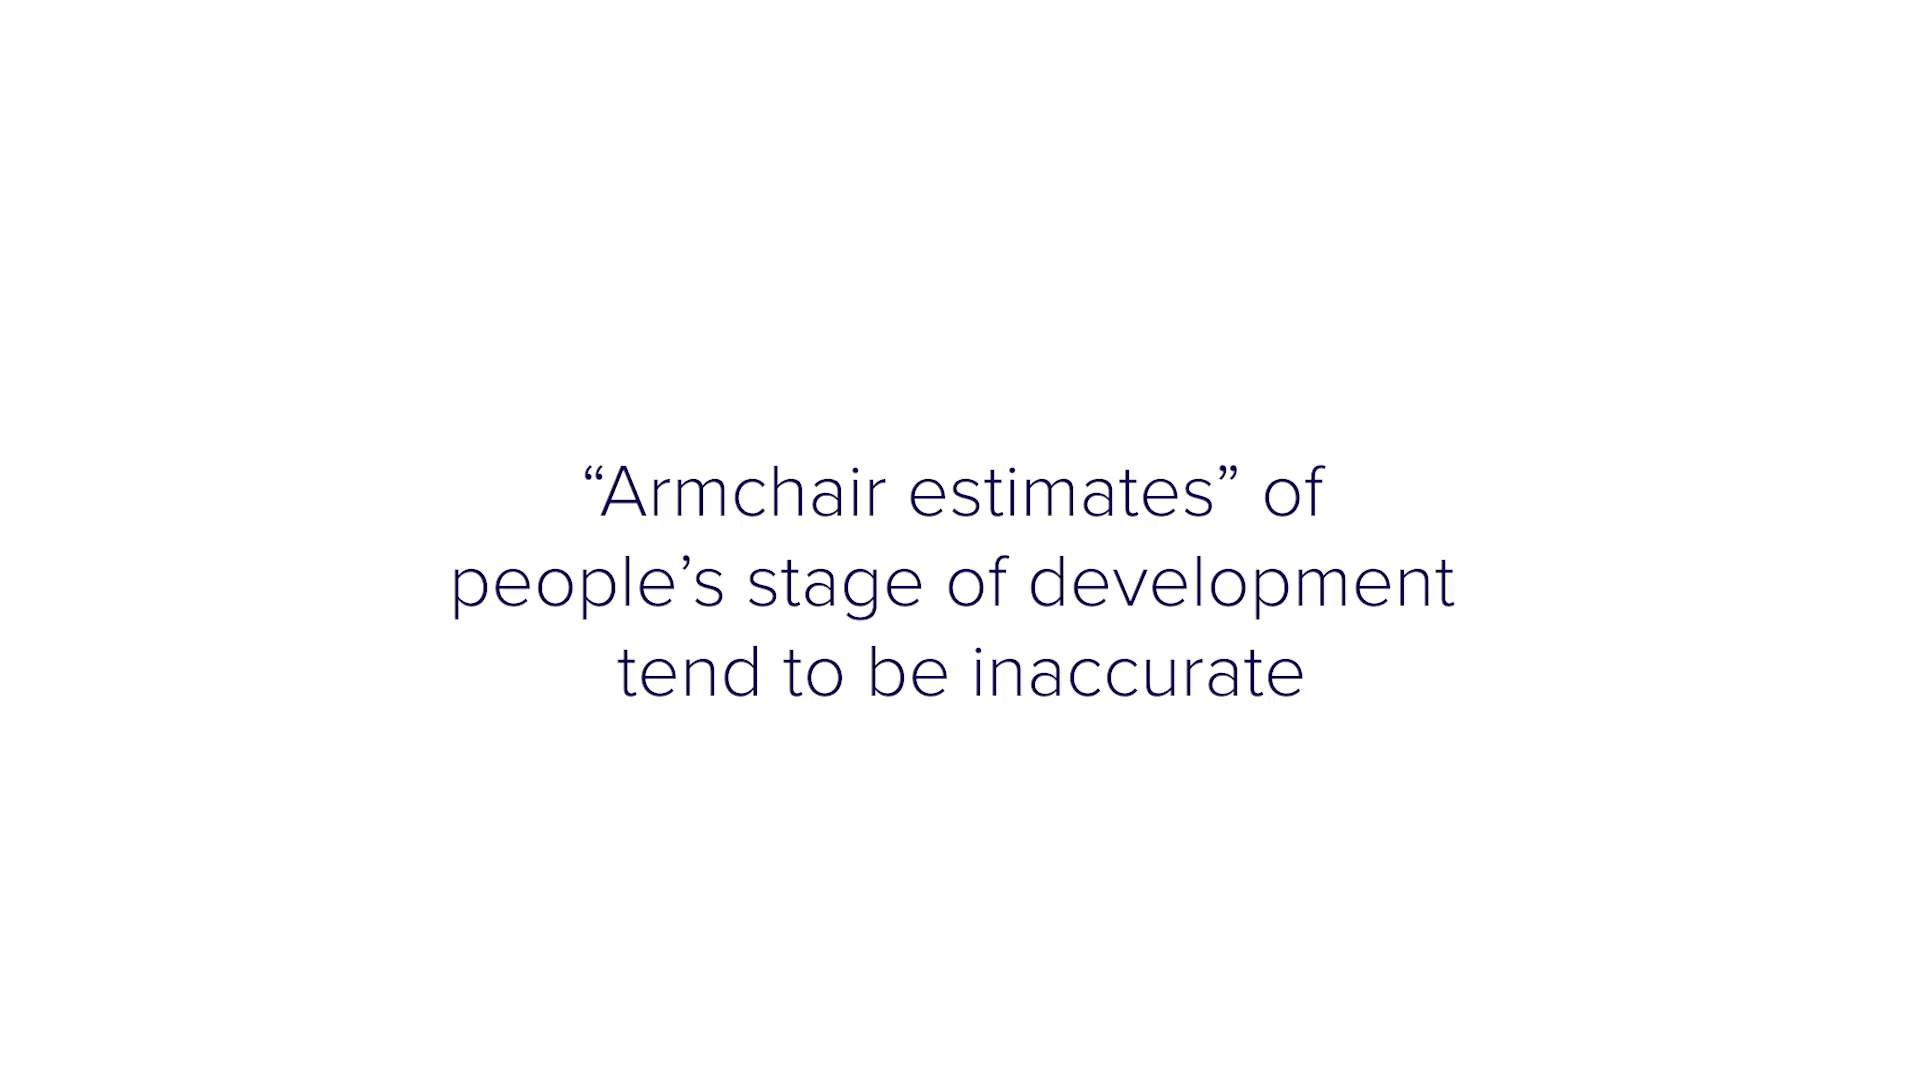 “Armchair estimates” of
people’s stage of development
tend to be inaccurate